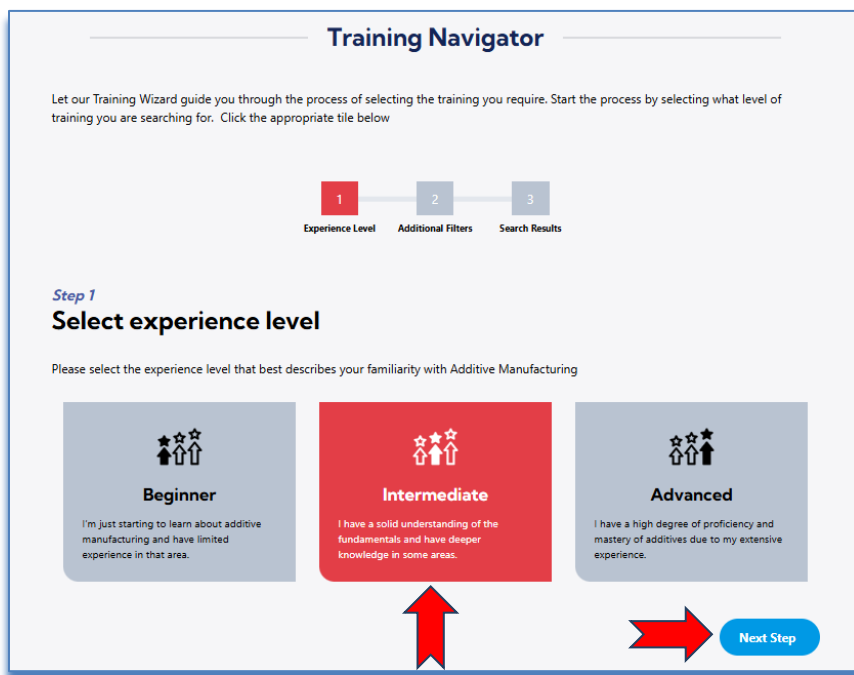 Training Navigator
Let our Training Wizard guide you through the process of selecting the training you require. Start the process by selecting what level of
training you are searching for.  Click the appropriate tile below
1
2
3
Experience Level
Additional Filters
Search Results
Step 1
Select experience level
Please select the experience level that best describes your familiarity with Additive Manufacturing
Beginner
I'm just starting to learn about additive
manufacturing and have limited
experience in that area.
Intermediate
I have a solid understanding of the
fundamentals and have deeper
knowledge in some areas.
Advanced
I have a high degree of proficiency and
mastery of additives due to my extensive
experience.
Next Step